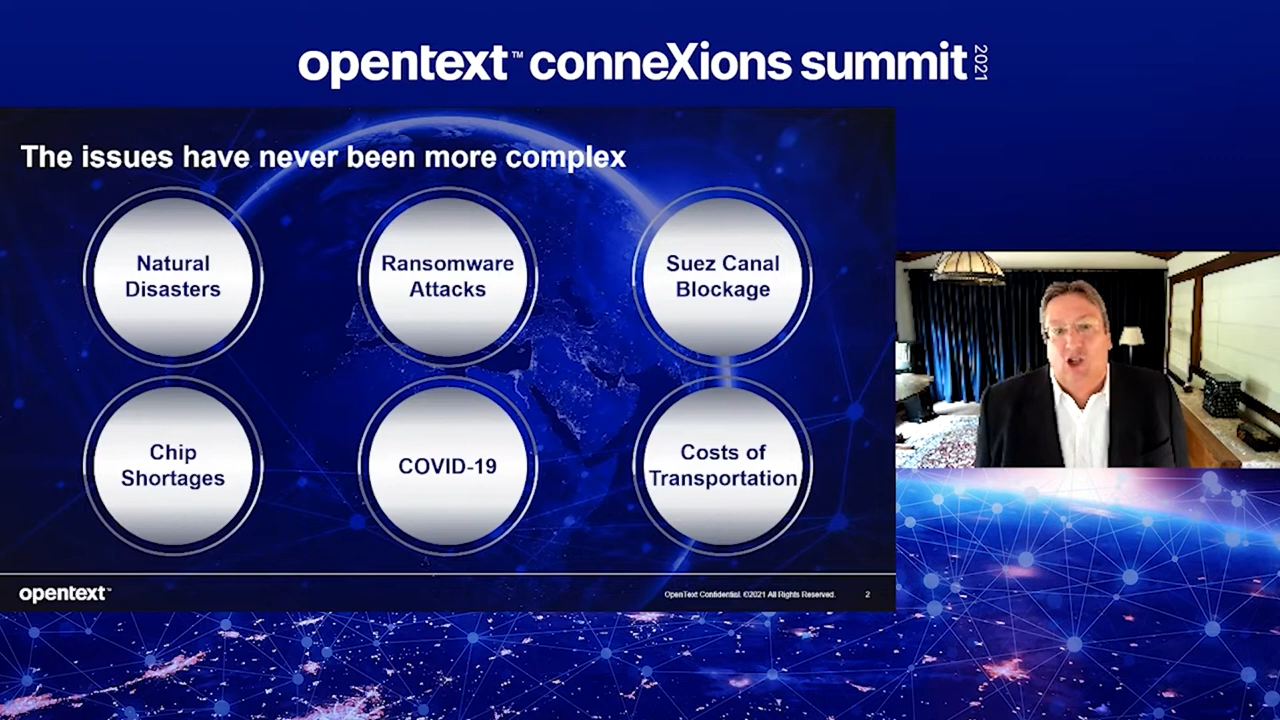 opentext™ conneXions summit 2021
The issues have never been more complex
Natural
Disasters
Ransomware
Attacks
Suez Canal
Blockage
Chip
Shortages
COVID-19
Costs of
Transportation
opentext™
OpenText Confidential. ©2021 All Rights Reserved.
2